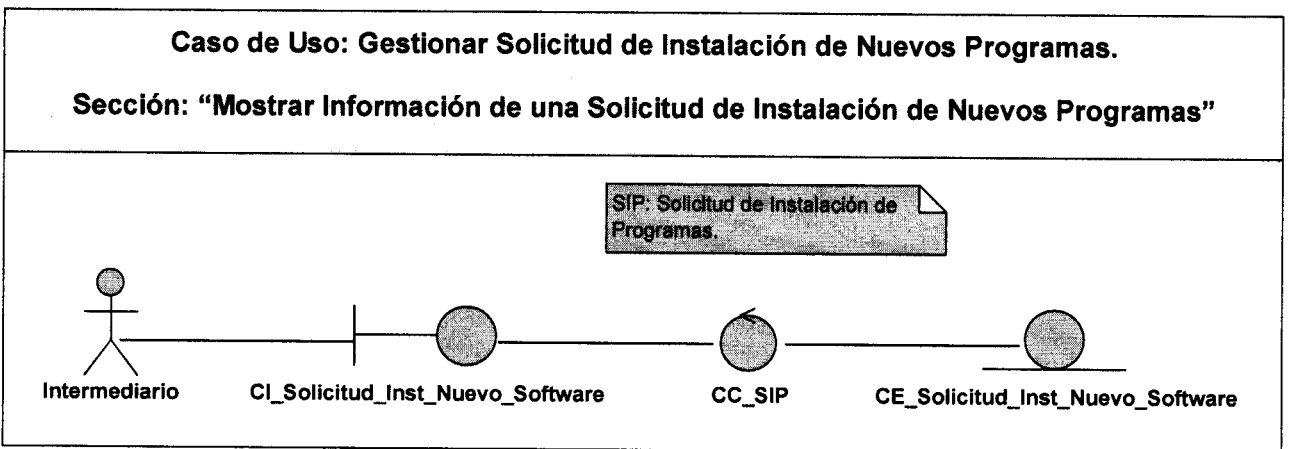 Caso de Uso: Gestionar Solicitud de Instalación de Nuevos Programas.
Sección: “Mostrar Información de una Solicitud de Instalación de Nuevos Programas”
SIP: Solicitud de Instalación de
Programas.
Intermediario
CI_Solicitud_Inst_Nuevo_Software
CC_SIP
CE_Solicitud_Inst_Nuevo_Software